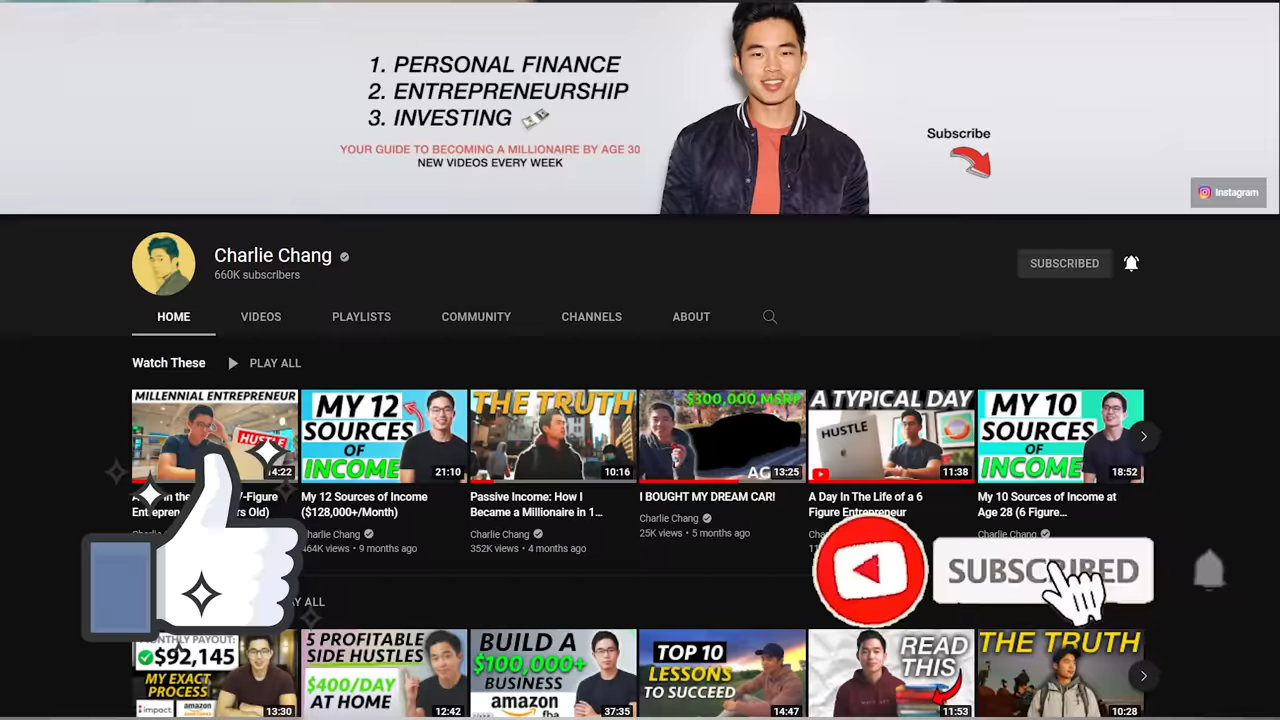 1. PERSONAL FINANCE
2. ENTREPRENEURSHIP
3. INVESTING
YOUR GUIDE TO BECOMING A MILLIONAIRE BY AGE 30
NEW VIDEOS EVERY WEEK
Subscribe
Instagram
Charlie Chang
660K subscribers
SUBSCRIBED
HOME VIDEOS PLAYLISTS COMMUNITY CHANNELS ABOUT
Watch These PLAY ALL
MILLENNIAL ENTREPRENEUR
HUSTLE
14:22
MY 12
SOURCES
OF
INCOME
21:10
THE TRUTH
10:16
$300,000 MSRP
13:25
A TYPICAL DAY
HUSTLE
11:38
MY 10
SOURCES
OF
INCOME
18:52
in the
-Figure
My 12 Sources of Income
($128,000+/Month)
Charlie Chang
464K views • 9 months ago
Passive Income: How I
Became a Millionaire in 1...
Charlie Chang
352K views • 4 months ago
I BOUGHT MY DREAM CAR!
Charlie Chang
25K views • 5 months ago
A Day In The Life of a 6
Figure Entrepreneur
My 10 Sources of Income at
Age 28 (6 Figure...
Charlie Chang
SUBSCRIBED
ALL
MONTHLY PAYOUT:
$92,145
MY EXACT
PROCESS
impact
amazon
13:30
5 PROFITABLE
SIDE HUSTLES
$400/DAY
AT HOME
12:42
BUILD A
$100,000+
BUSINESS
amazon
fba
37:35
TOP 10
LESSONS
TO SUCCEED
14:47
READ
THIS
11:53
THE TRUTH
10:28